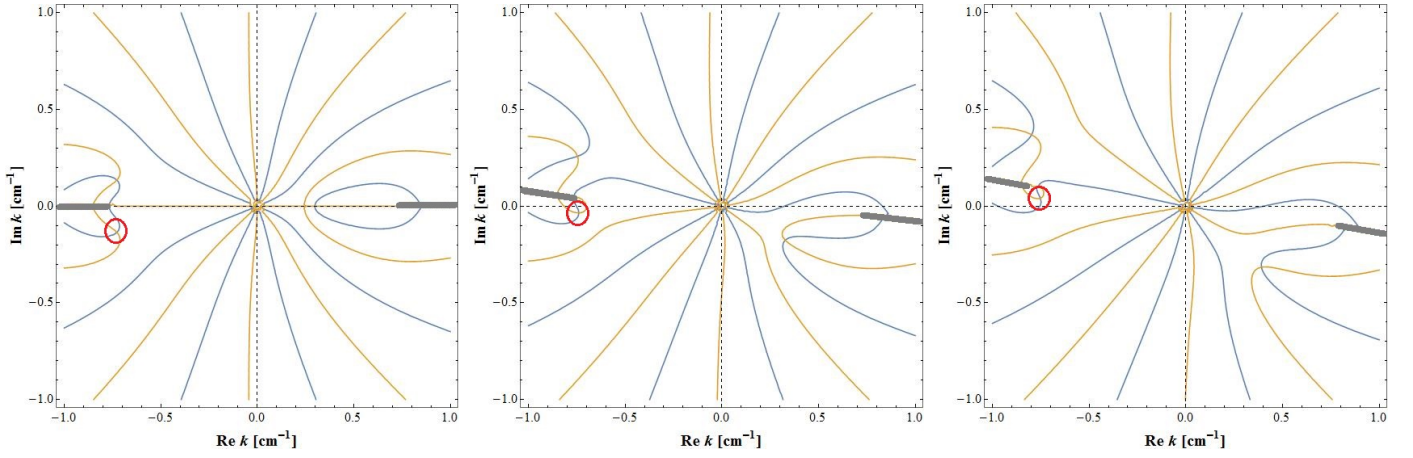 1.0 1.0 1.0
0.5 0.5 0.5
Im k [cm⁻¹] 0.0 Im k [cm⁻¹] 0.0 Im k [cm⁻¹] 0.0
−0.5 −0.5 −0.5
−1.0 −1.0 −1.0
−1.0 −0.5 0.0 0.5 1.0 −1.0 −0.5 0.0 0.5 1.0 −1.0 −0.5 0.0 0.5 1.0
Re k [cm⁻¹] Re k [cm⁻¹] Re k [cm⁻¹]